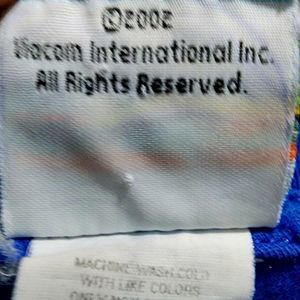 ©2002
Viacom International Inc.
All Rights Reserved.
MACHINE WASH COLD
WITH LIKE COLORS